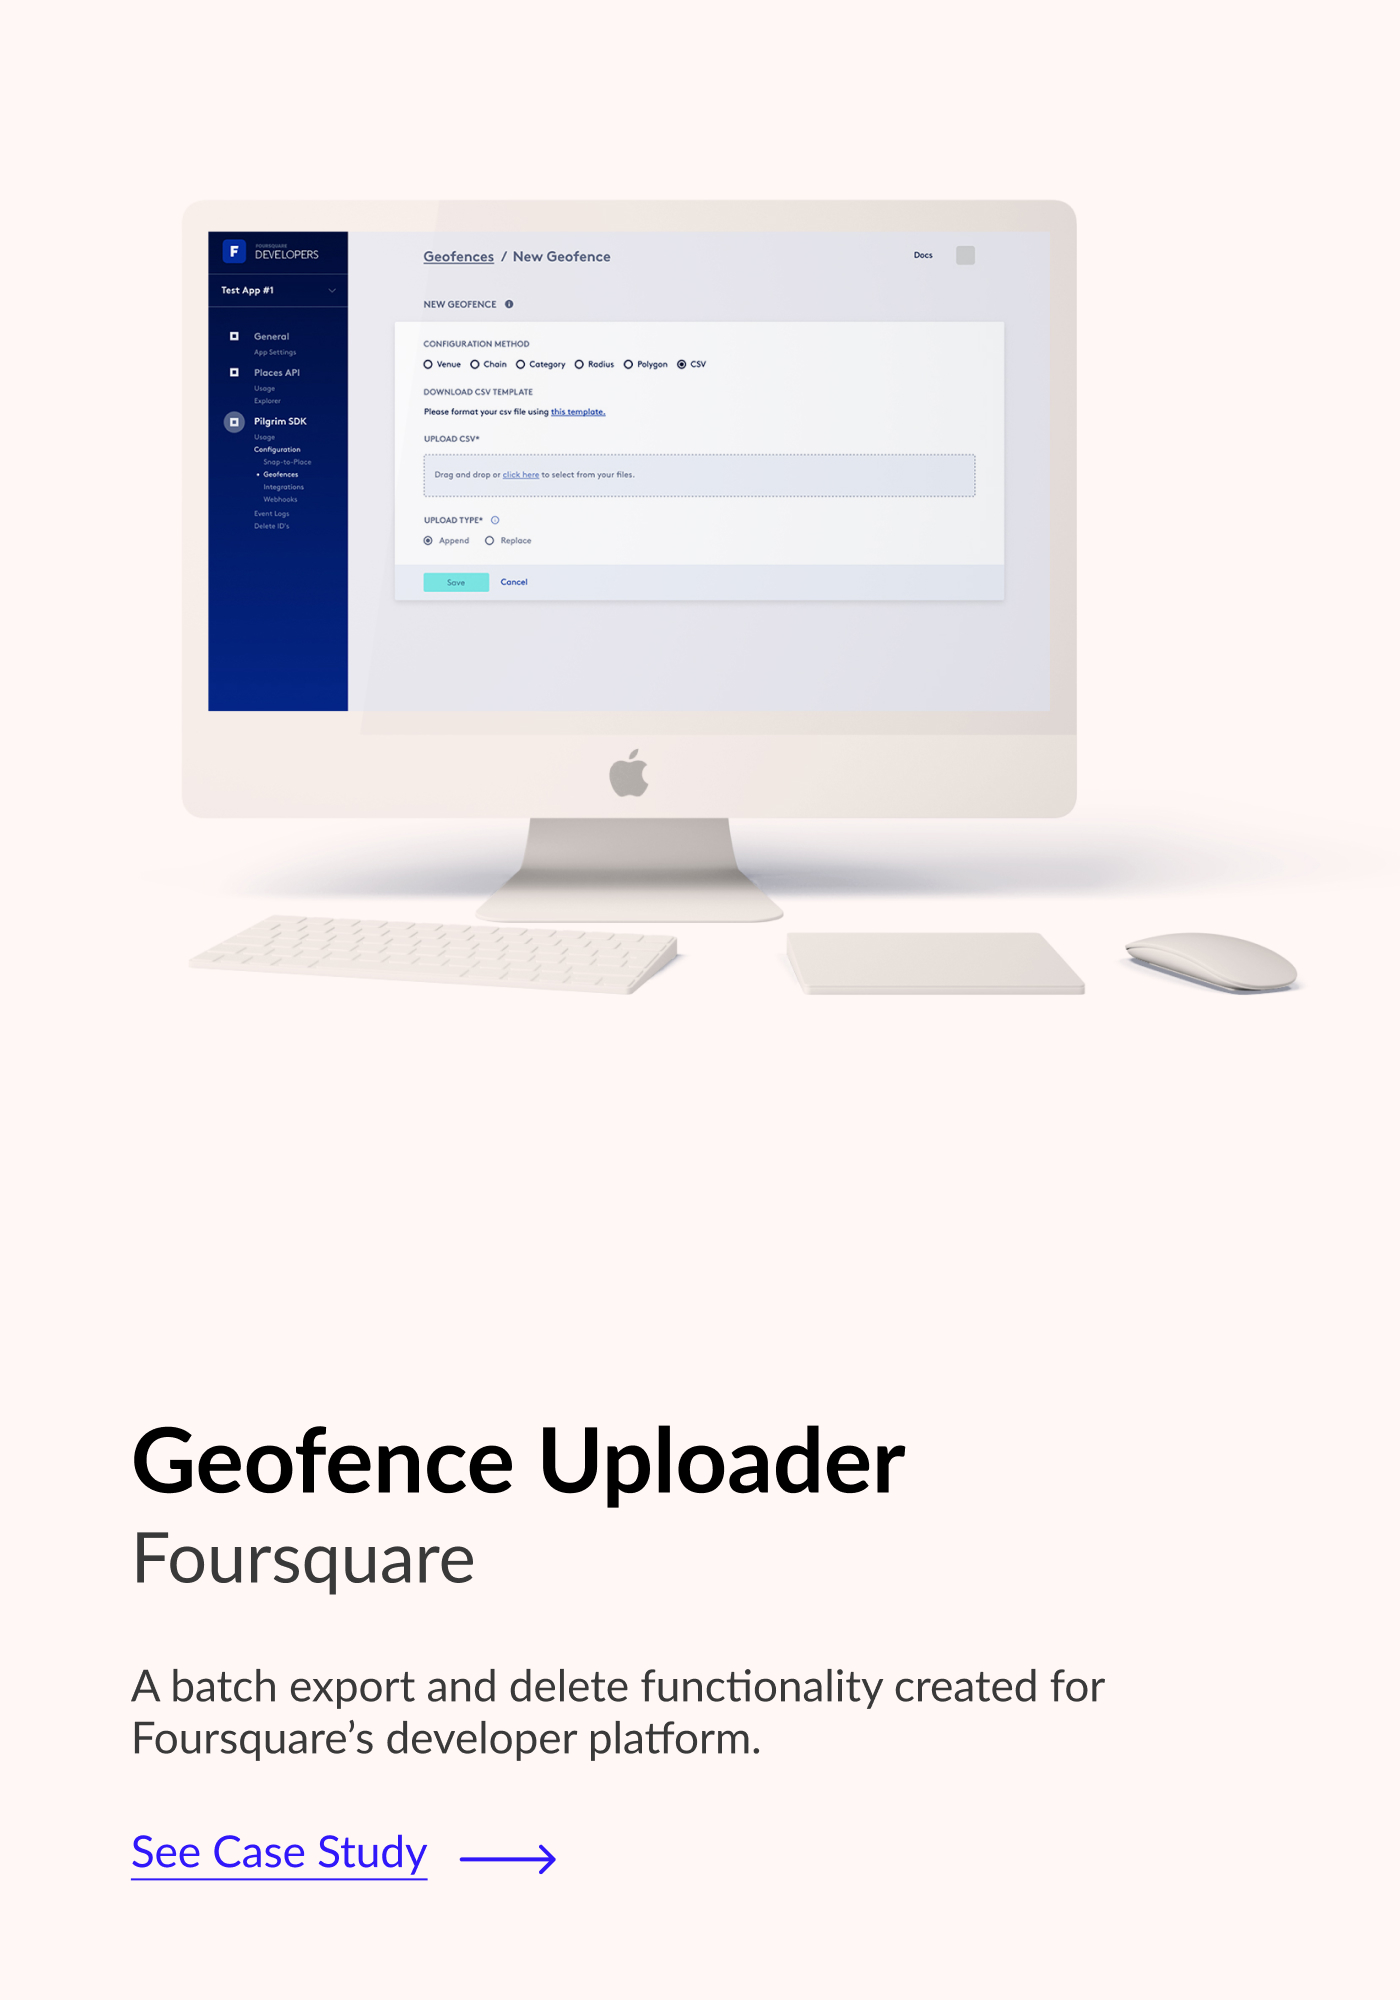 F
FOURSQUARE
DEVELOPERS
Test App #1
General
App Settings
Places API
Usage
Explorer
Pilgrim SDK
Usage
Configuration
Snap-to-Place
Geofences
Integrations
Webhooks
Event Logs
Delete ID's
Geofences / New Geofence
Docs
NEW GEOFENCE
CONFIGURATION METHOD
Venue Chain Category Radius Polygon CSV
DOWNLOAD CSV TEMPLATE
Please format your csv file using this template.
UPLOAD CSV*
Drag and drop or click here to select from your files.
UPLOAD TYPE*
Append Replace
Save Cancel
Geofence Uploader
Foursquare
A batch export and delete functionality created for
Foursquare’s developer platform.
See Case Study